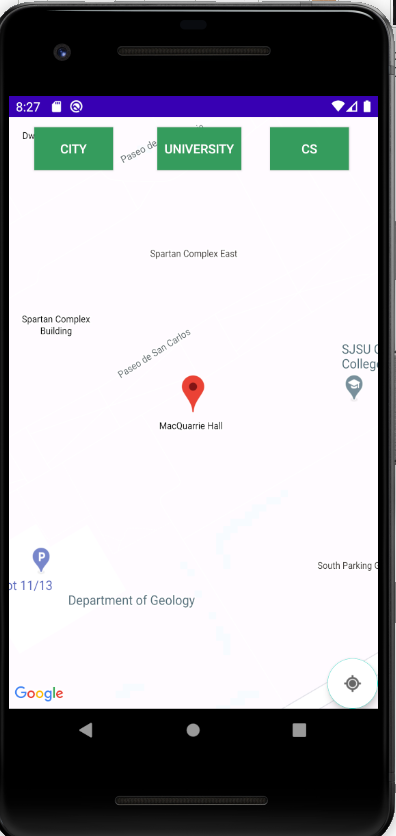 8:27
Dw
CITY
Paseo de
UNIVERSITY
CS
Spartan Complex East
Spartan Complex
Building
Paseo de San Carlos
SJSU
College
MacQuarrie Hall
P
ot 11/13
South Parking G
Department of Geology
Google